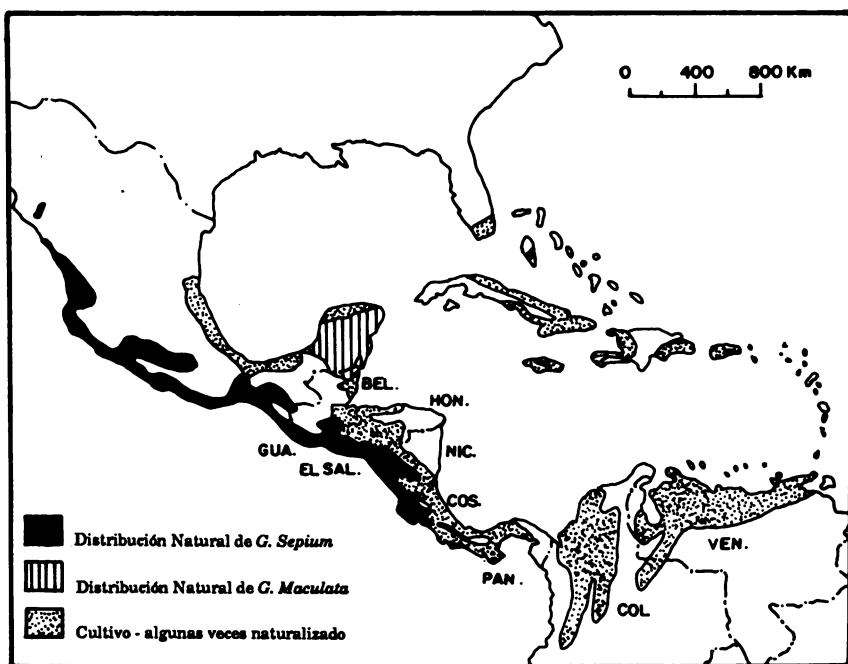 0 400 800 Km
BEL.
HON.
GUA.
NIC.
EL SAL.
COS.
VEN.
PAN.
COL.
Distribución Natural de G. Sepium
Distribución Natural de G. Maculata
Cultivo - algunas veces naturalizado